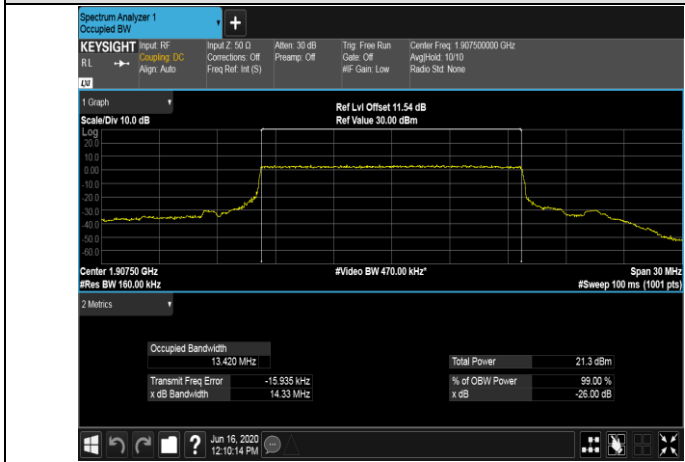 Spectrum Analyzer 1
Occupied BW
+
KEYSIGHT Input: RF Input Z: 50 Ω Atten: 30 dB Trig: Free Run Center Freq: 1.907500000 GHz
RL Coupling: DC Corrections: Off Preamp: Off Gate: Off Avg|Hold: 10/10
Align: Auto Freq Ref: Int (S) #IF Gain: Low Radio Std: None
LXI
1 Graph Ref Lvl Offset 11.54 dB
Scale/Div 10.0 dB Ref Value 30.00 dBm
Log
20.0
10.0
0.00
-10.0
-20.0
-30.0
-40.0
-50.0
-60.0
Center 1.90750 GHz #Video BW 470.00 kHz* Span 30 MHz
#Res BW 160.00 kHz #Sweep 100 ms (1001 pts)
2 Metrics
Occupied Bandwidth
13.420 MHz Total Power 21.3 dBm
Transmit Freq Error -15.935 kHz % of OBW Power 99.00 %
x dB Bandwidth 14.33 MHz x dB -26.00 dB
? Jun 16, 2020
12:10:14 PM